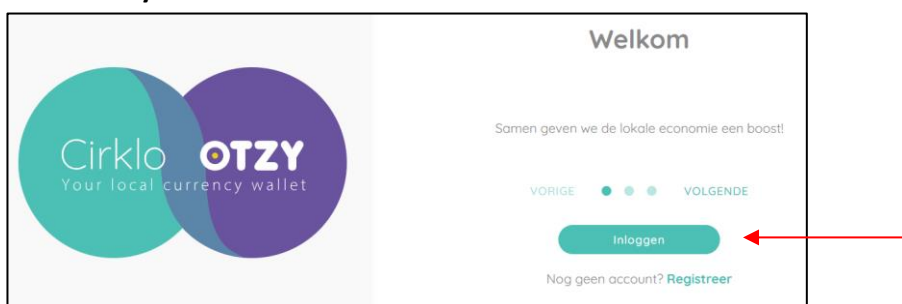 Cirklo OTZY
Your local currency wallet
Welkom
Samen geven we de lokale economie een boost!
VORIGE VOLGENDE
Inloggen
Nog geen account? Registreer